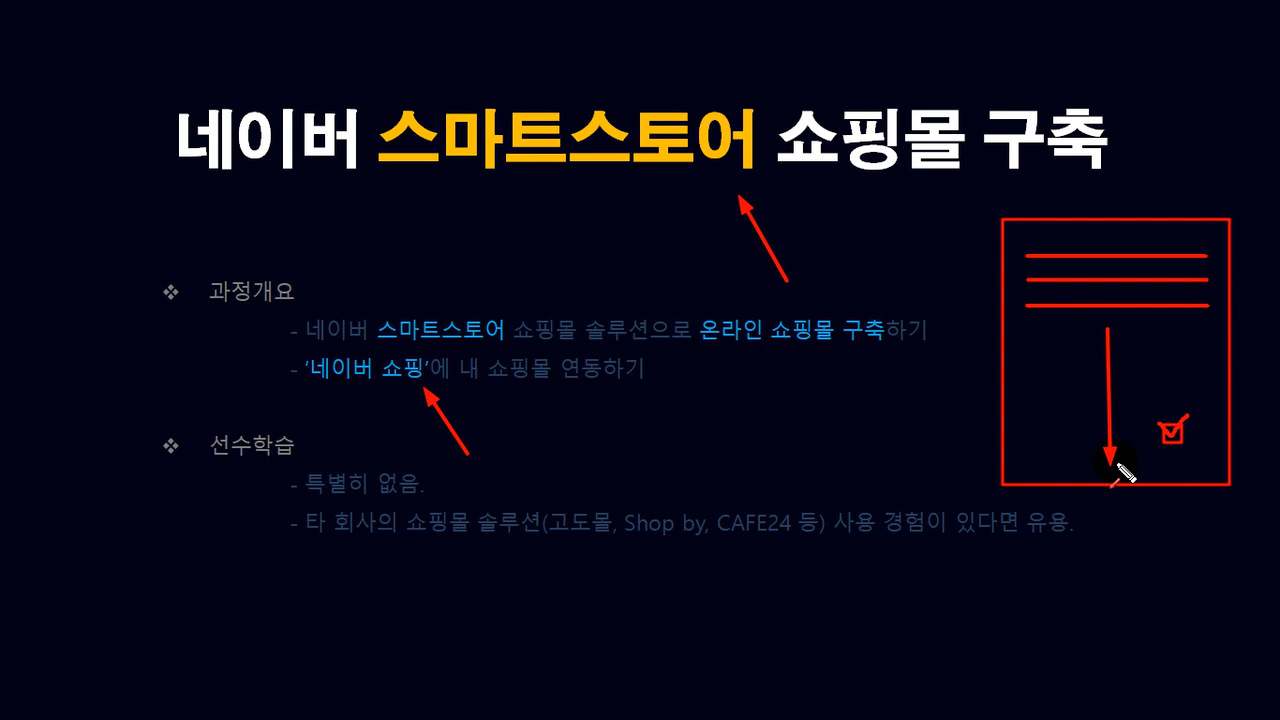 네이버 스마트스토어 쇼핑몰 구축
❖ 과정개요
- 네이버 스마트스토어 쇼핑몰 솔루션으로 온라인 쇼핑몰 구축하기
- '네이버 쇼핑'에 내 쇼핑몰 연동하기
❖ 선수학습
- 특별히 없음.
- 타 회사의 쇼핑몰 솔루션(고도몰, Shop by, CAFE24 등) 사용 경험이 있다면 유용.